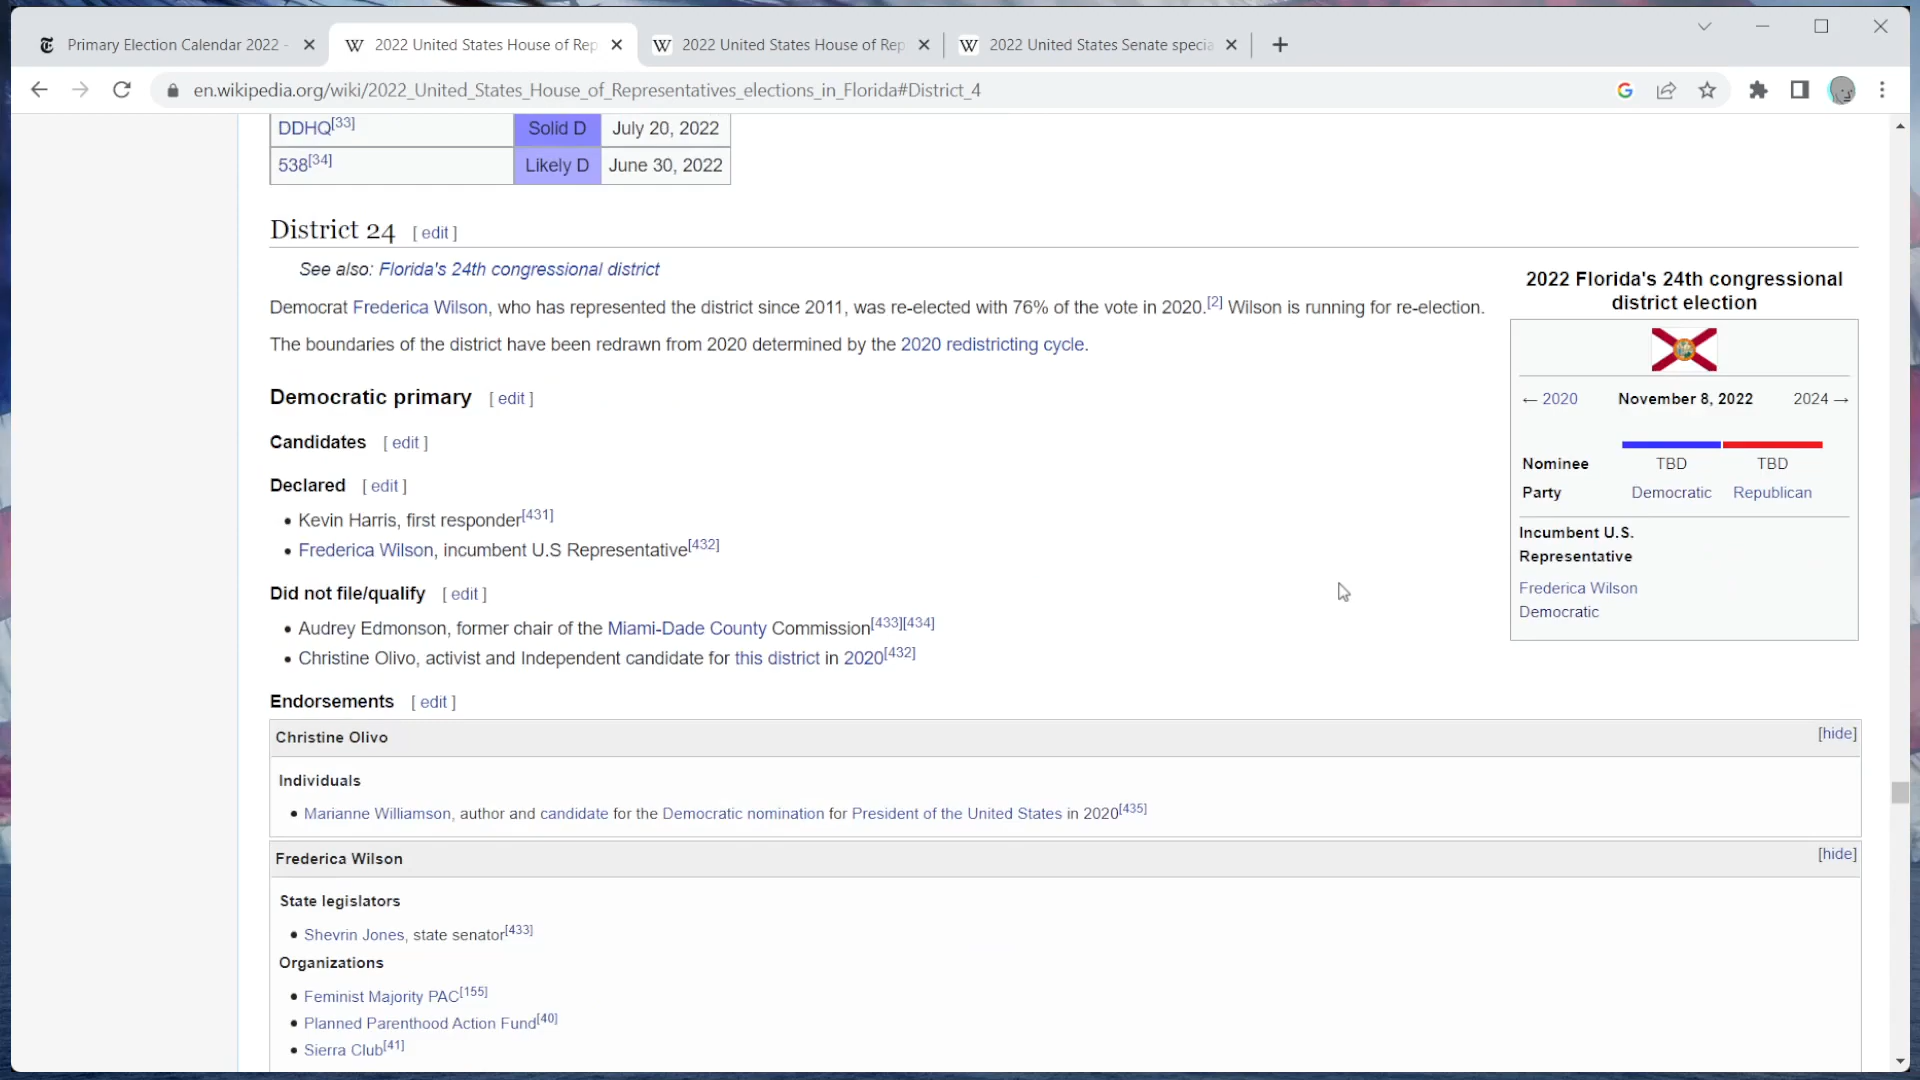 Primary Election Calendar 2022 -
2022 United States House of Rep
2022 United States House of Rep
2022 United States Senate specia
en.wikipedia.org/wiki/2022_United_States_House_of_Representatives_elections_in_Florida#District_4
DDHQ[33] Solid D July 20, 2022
538[34] Likely D June 30, 2022
District 24 [ edit ]
See also: Florida's 24th congressional district
Democrat Frederica Wilson, who has represented the district since 2011, was re-elected with 76% of the vote in 2020.[2] Wilson is running for re-election.
The boundaries of the district have been redrawn from 2020 determined by the 2020 redistricting cycle.
Democratic primary [ edit ]
Candidates [ edit ]
Declared [ edit ]
• Kevin Harris, first responder[431]
• Frederica Wilson, incumbent U.S Representative[432]
Did not file/qualify [ edit ]
• Audrey Edmonson, former chair of the Miami-Dade County Commission[433][434]
• Christine Olivo, activist and Independent candidate for this district in 2020[432]
Endorsements [ edit ]
Christine Olivo [hide]
Individuals
• Marianne Williamson, author and candidate for the Democratic nomination for President of the United States in 2020[435]
Frederica Wilson [hide]
State legislators
• Shevrin Jones, state senator[433]
Organizations
• Feminist Majority PAC[155]
• Planned Parenthood Action Fund[40]
• Sierra Club[41]
2022 Florida's 24th congressional
district election
← 2020 November 8, 2022 2024 →
Nominee TBD TBD
Party Democratic Republican
Incumbent U.S.
Representative
Frederica Wilson
Democratic